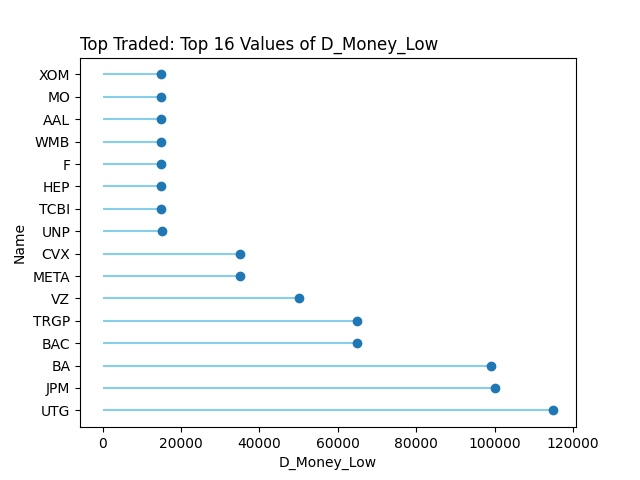 Top Traded: Top 16 Values of D_Money_Low
XOM
MO
AAL
WMB
F
HEP
TCBI
UNP
CVX
META
VZ
TRGP
BAC
BA
JPM
UTG
Name
0 20000 40000 60000 80000 100000 120000
D_Money_Low